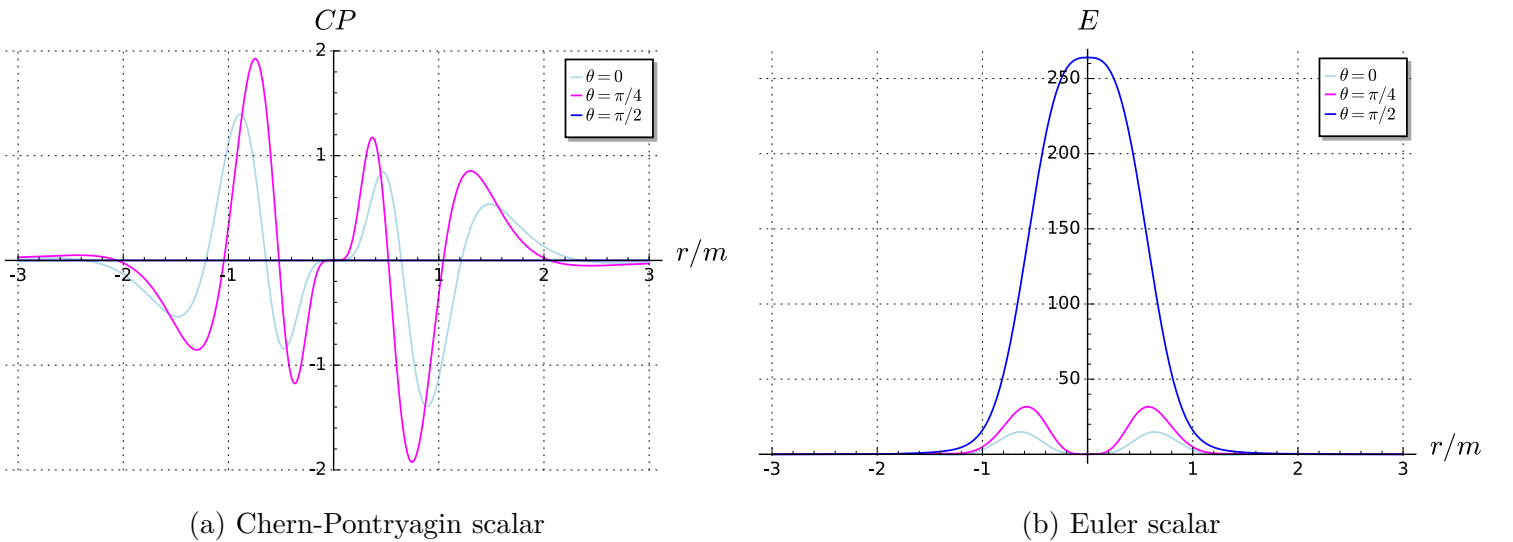 CP
2
1
-1
-2
-3
-2
-1
1
2
3
r/m
θ = 0
θ = π/4
θ = π/2
(a) Chern-Pontryagin scalar
E
250
200
150
100
50
-3
-2
-1
1
2
3
r/m
θ = 0
θ = π/4
θ = π/2
(b) Euler scalar